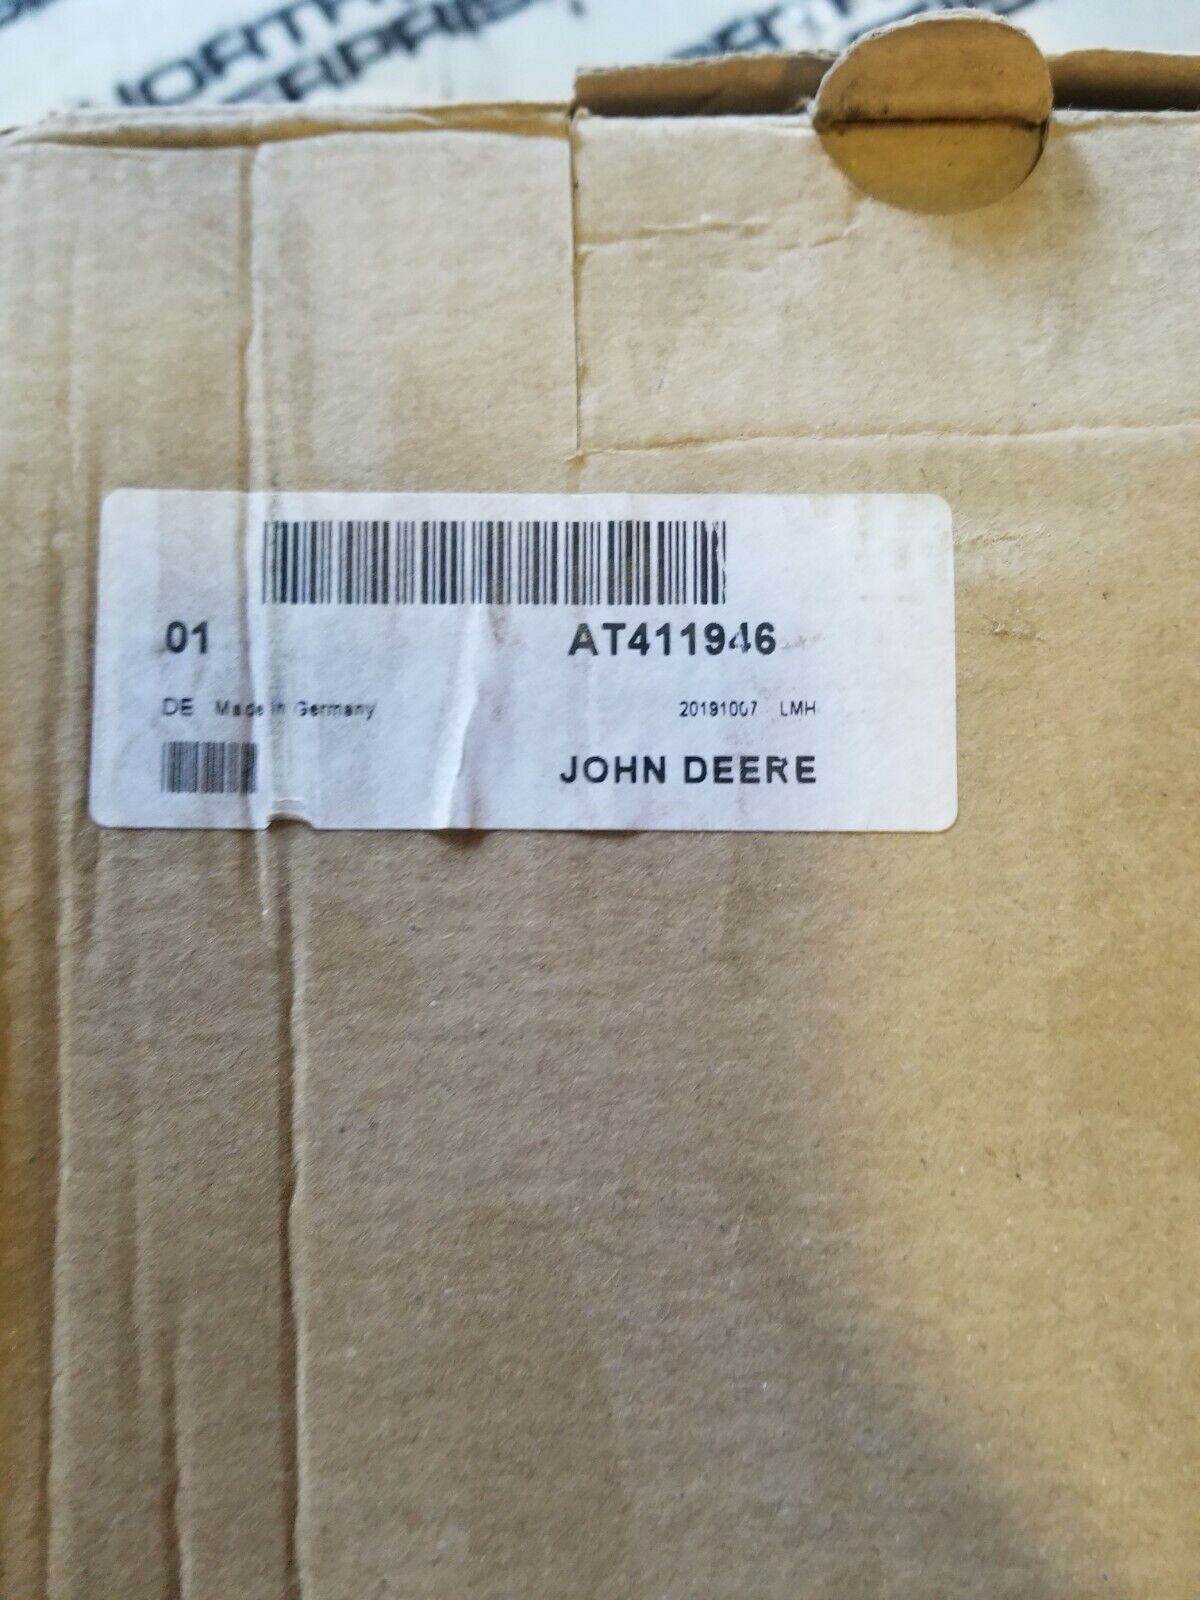 01 AT411946
DE Made in Germany 20191007 LMH
JOHN DEERE